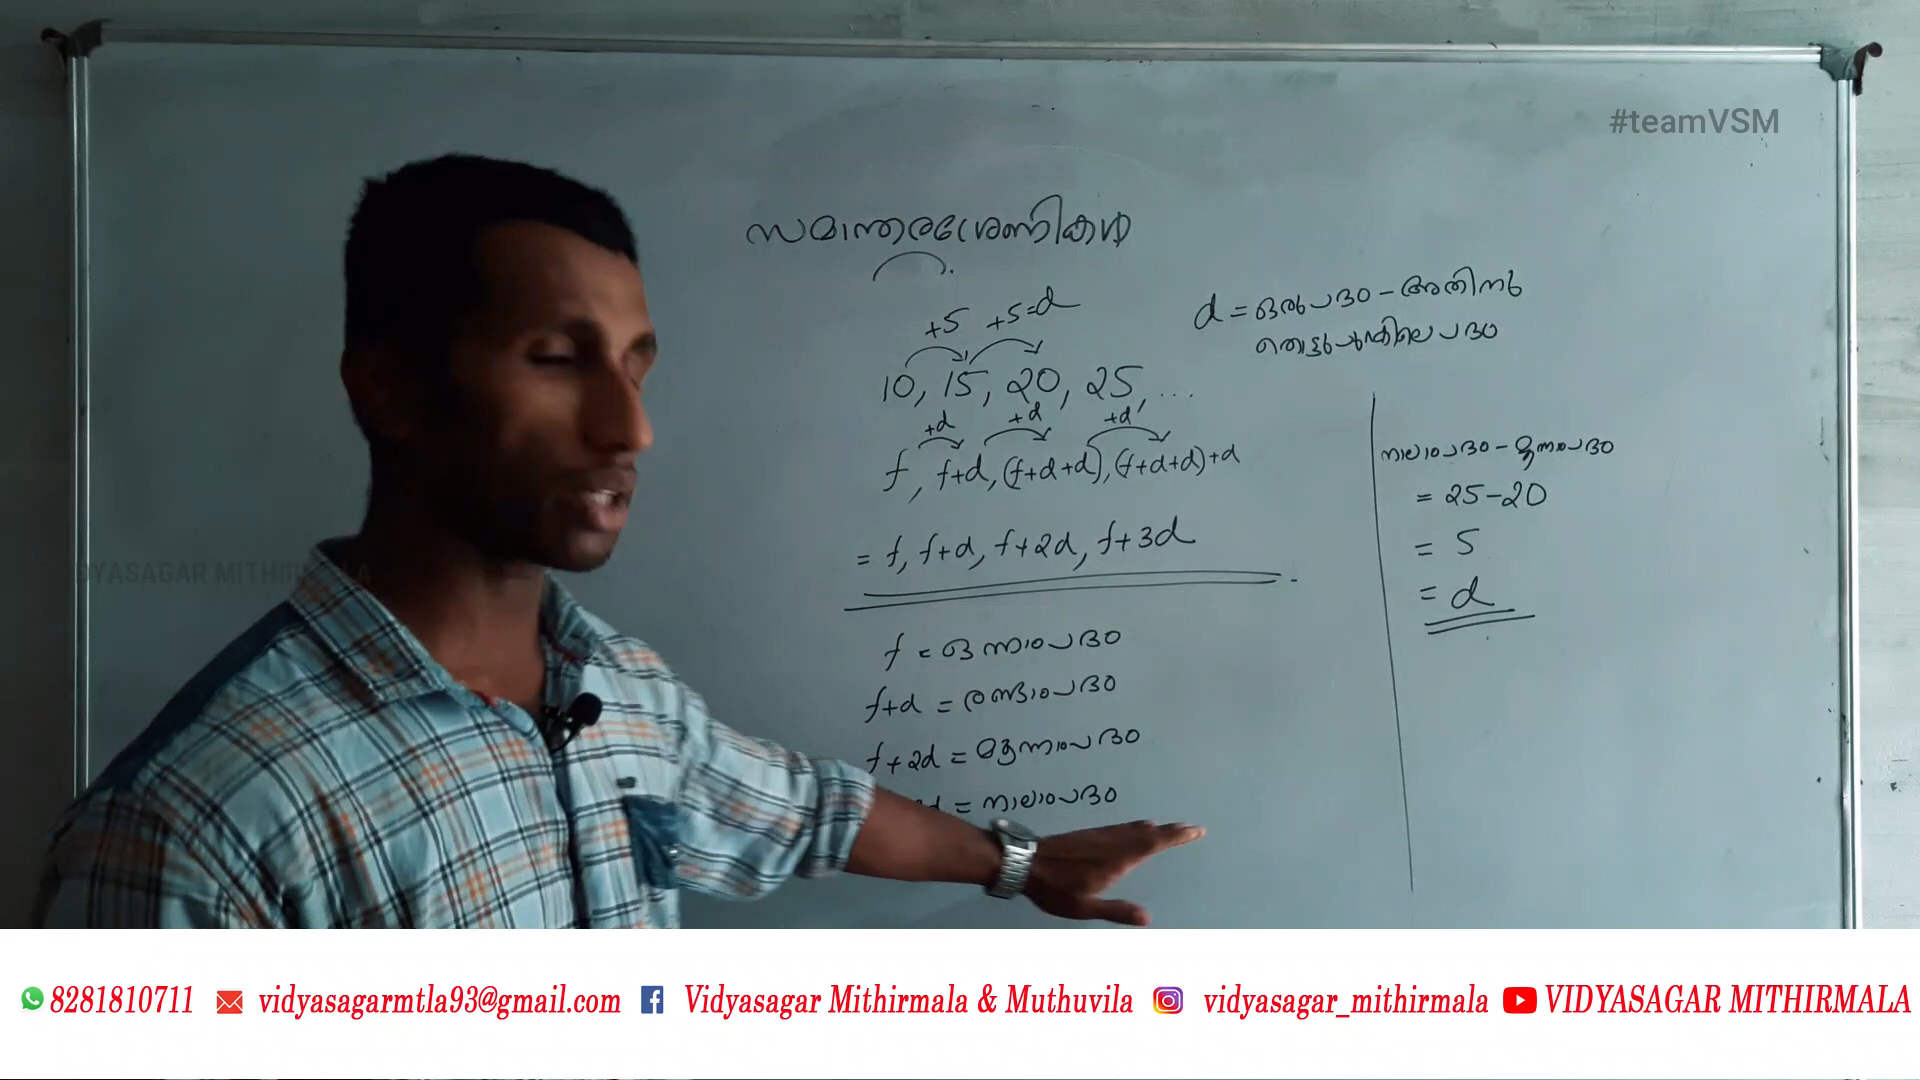 #teamVSM
സമാന്തരശ്രേണികൾ
+5 +5=d
10, 15, 20, 25, ...
+d +d +d
f, f+d, (f+d+d), (f+d+d)+d
= f, f+d, f+2d, f+3d
f = ഒന്നാംപദം
f+d = രണ്ടാംപദം
f+2d = മൂന്നാംപദം
d = നാലാംപദം
d = ഒരുപദം - അതിനു
തൊട്ടുമുൻപിലെ പദം
നാലാംപദം - മൂന്നാംപദം
= 25-20
= 5
= d
VIDYASAGAR MITHIRMALA
8281810711 vidyasagarmtla93@gmail.com Vidyasagar Mithirmala & Muthuvila vidyasagar_mithirmala VIDYASAGAR MITHIRMALA